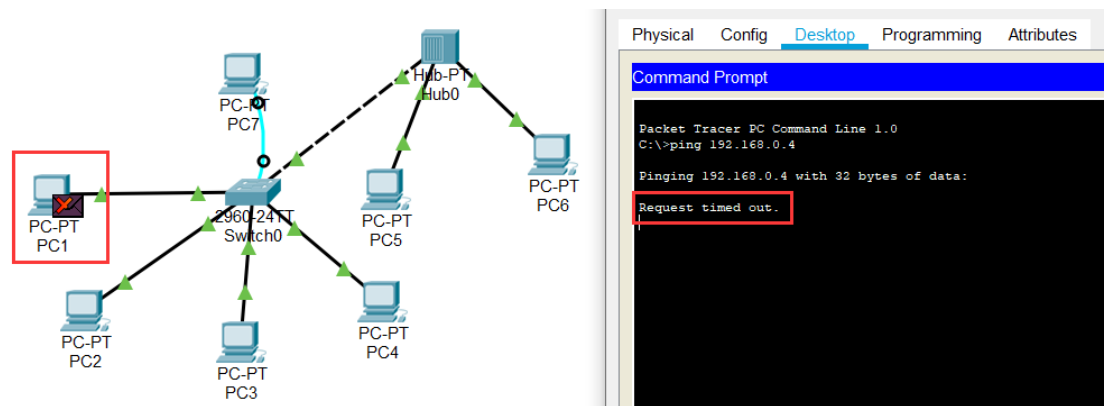 PC-PT
PC7
Hub-PT
Hub0
PC-PT
PC1
2960-24TT
Switch0
PC-PT
PC5
PC-PT
PC6
PC-PT
PC2
PC-PT
PC3
PC-PT
PC4
Physical Config Desktop Programming Attributes
Command Prompt
Packet Tracer PC Command Line 1.0
C:\>ping 192.168.0.4
Pinging 192.168.0.4 with 32 bytes of data:
Request timed out.